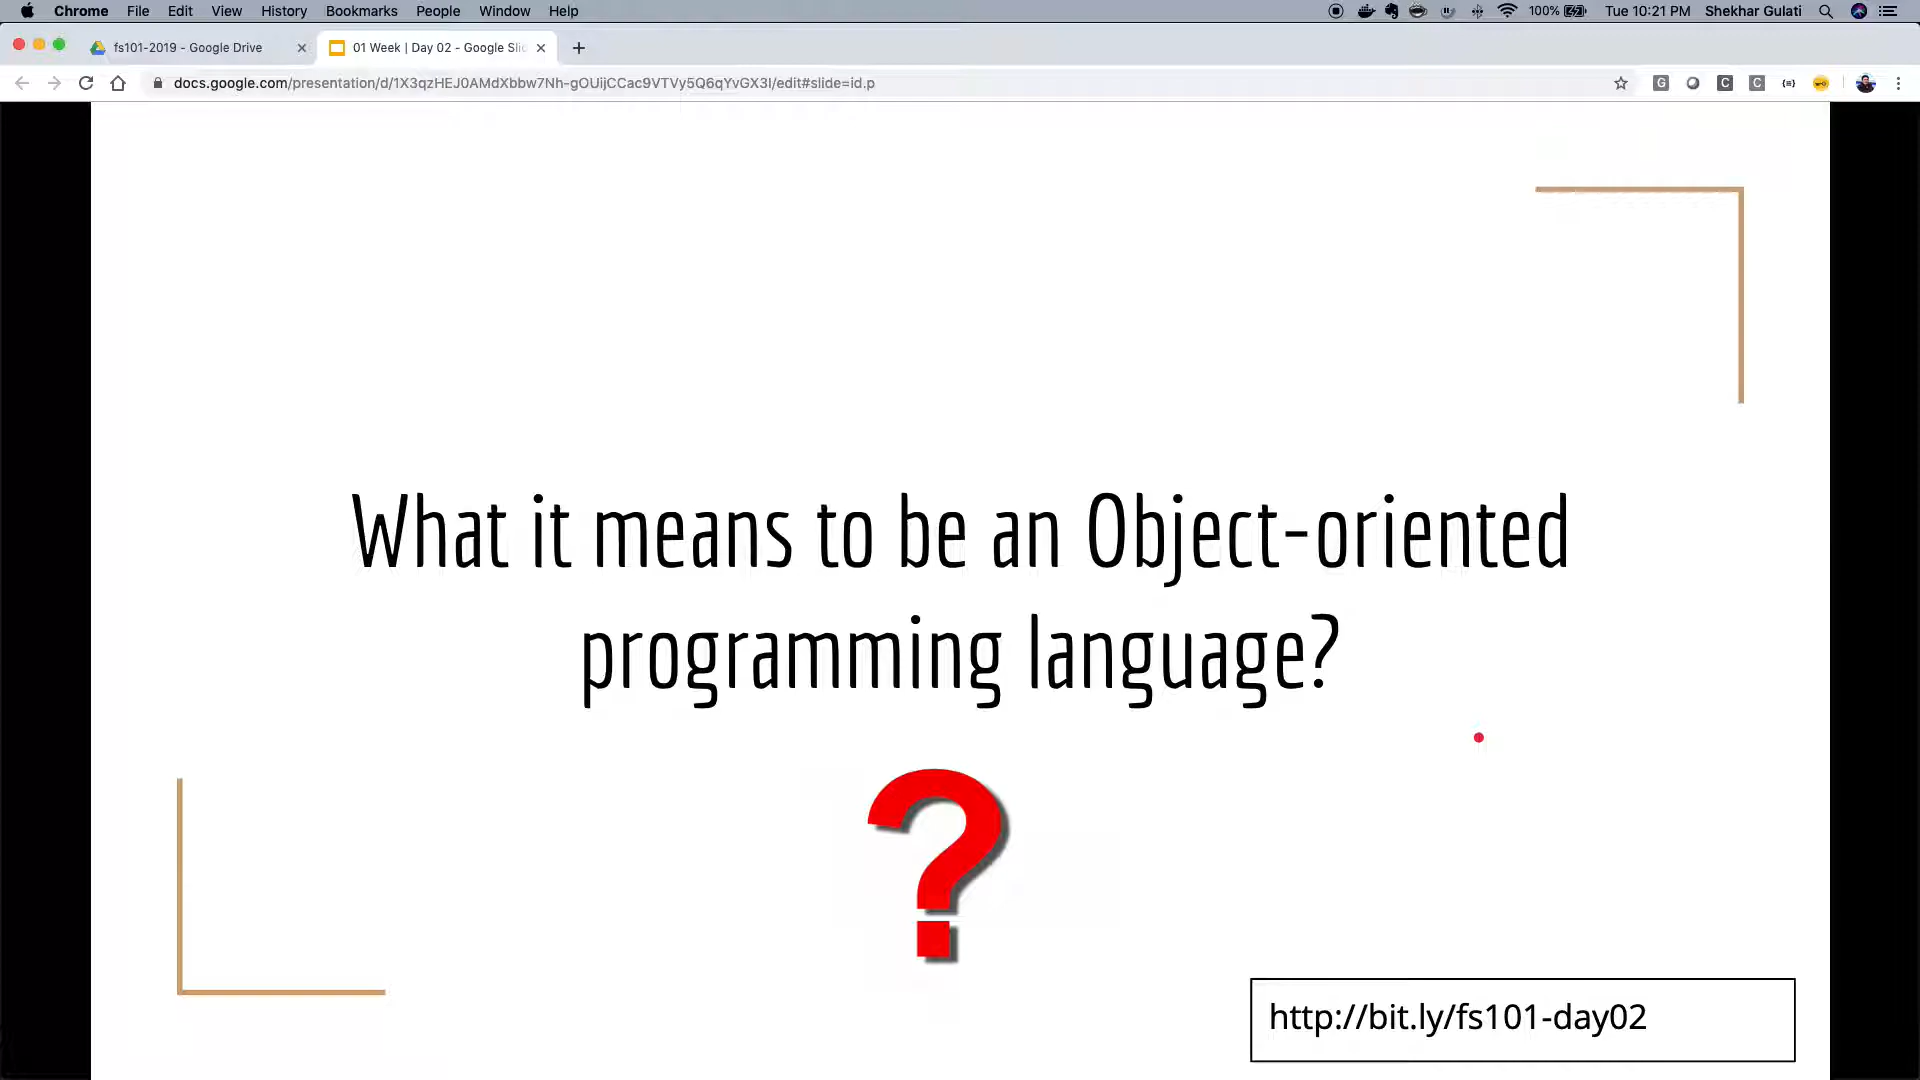 Chrome File Edit View History Bookmarks People Window Help 100% Tue 10:21 PM Shekhar Gulati
fs101-2019 - Google Drive 01 Week | Day 02 - Google Slid
docs.google.com/presentation/d/1X3qzHEJ0AMdXbbw7Nh-gOUijCCac9VTVy5Q6qYvGX3I/edit#slide=id.p
What it means to be an Object-oriented
programming language?
?
http://bit.ly/fs101-day02